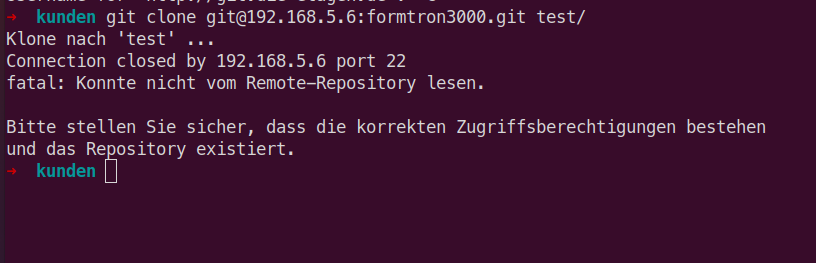 ➜ kunden git clone git@192.168.5.6:formtron3000.git test/
Klone nach 'test' ...
Connection closed by 192.168.5.6 port 22
fatal: Konnte nicht vom Remote-Repository lesen.
Bitte stellen Sie sicher, dass die korrekten Zugriffsberechtigungen bestehen
und das Repository existiert.
➜ kunden